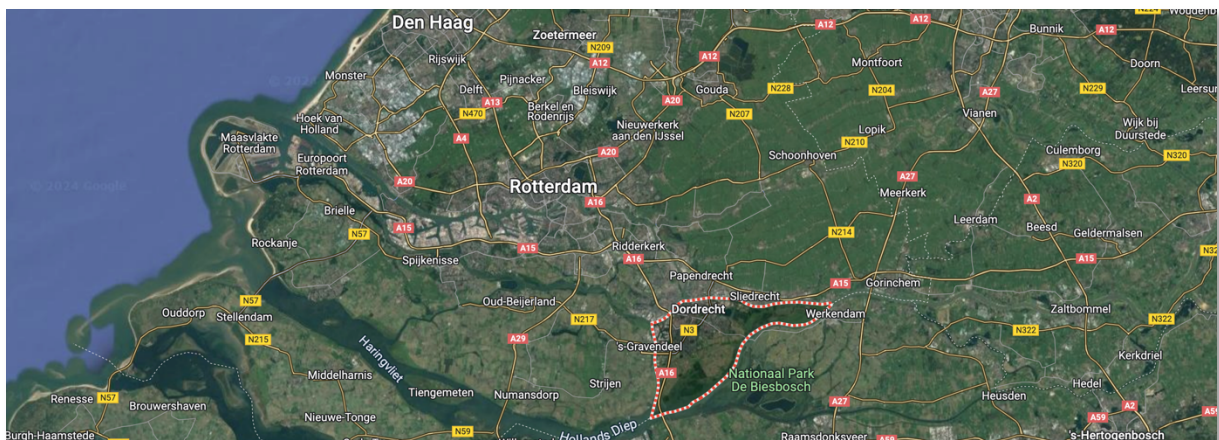 Den Haag
Zoetermeer
N209
A12
A12
Bunnik
A12
Woudenb
Rijswijk
Monster
Pijnacker
A12
A12
Montfoort
Doorn
Delft
Bleiswijk
Gouda
N228
N204
A27
N229
Leersum
A13
A20
Hoek van
Holland
N470
Berkel en
Rodenrijs
N207
Vianen
Wijk bij
Duurstede
Maasvlakte
Rotterdam
A4
Nieuwerkerk
aan den IJssel
Lopik
N210
Culemborg
Europoort
Rotterdam
A20
Schoonhoven
N320
N320
© 2024 Google
A20
Rotterdam
A27
Meerkerk
A16
A2
Brielle
N57
A15
Leerdam
Beesd
Geldermalsen
Rockanje
A15
Ridderkerk
N214
Spijkenisse
A16
A15
Papendrecht
A15
Gorinchem
N57
Oud-Beijerland
Sliedrecht
Ouddorp
Stellendam
N217
Dordrecht
Werkendam
Zaltbommel
N322
N3
N322
N215
A29
's-Gravendeel
Haringvliet
Kerkdriel
Middelharnis
A16
Nationaal Park
De Biesbosch
Strijen
Hedel
Renesse
N57
Tiengemeten
Numansdorp
Heusden
Brouwershaven
A27
A2
Nieuwe-Tonge
A59
Burgh-Haamstede
N59
Hollands Diep
Raamsdonksveer
A59
's-Hertogenbosch